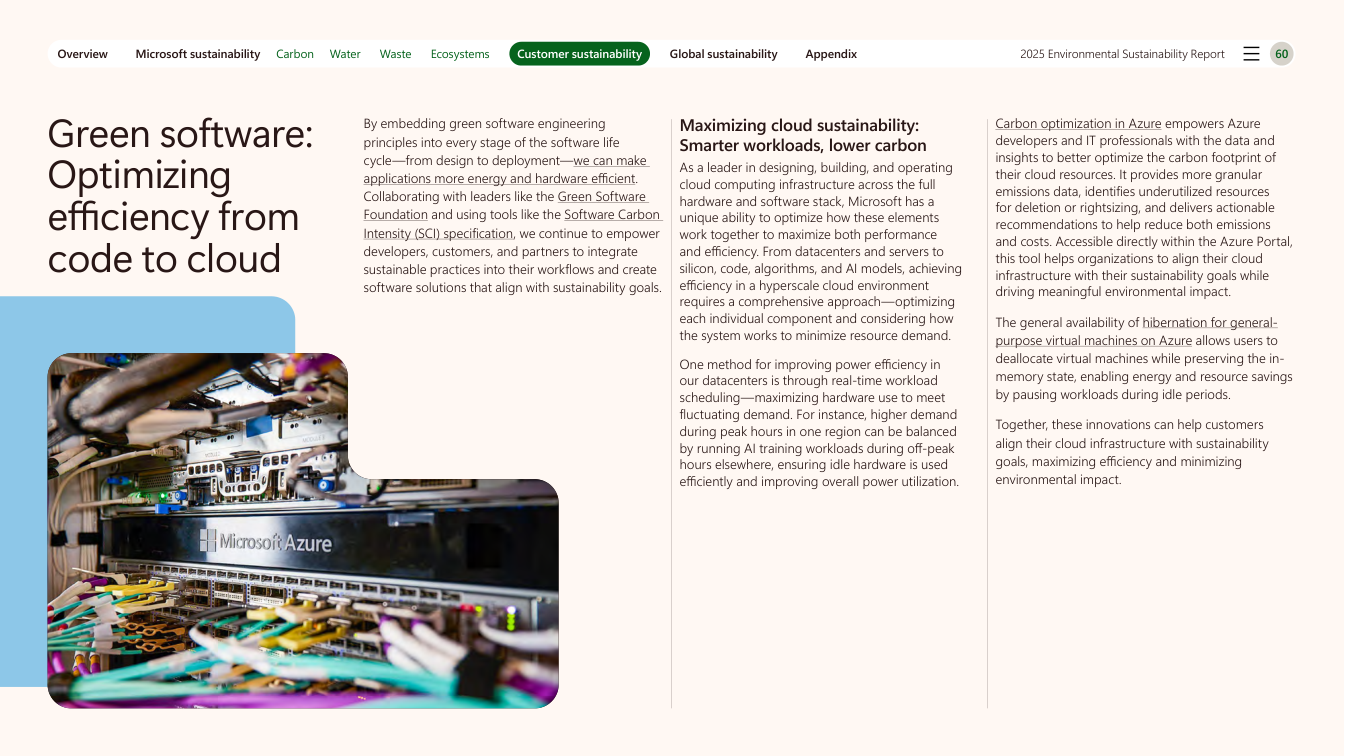 Overview Microsoft sustainability Carbon Water Waste Ecosystems Customer sustainability Global sustainability Appendix 2025 Environmental Sustainability Report 60
Green software:
Optimizing
efficiency from
code to cloud
By embedding green software engineering
principles into every stage of the software life
cycle—from design to deployment—we can make
applications more energy and hardware efficient.
Collaborating with leaders like the Green Software
Foundation and using tools like the Software Carbon
Intensity (SCI) specification, we continue to empower
developers, customers, and partners to integrate
sustainable practices into their workflows and create
software solutions that align with sustainability goals.
Microsoft Azure
Maximizing cloud sustainability:
Smarter workloads, lower carbon
As a leader in designing, building, and operating
cloud computing infrastructure across the full
hardware and software stack, Microsoft has a
unique ability to optimize how these elements
work together to maximize both performance
and efficiency. From datacenters and servers to
silicon, code, algorithms, and AI models, achieving
efficiency in a hyperscale cloud environment
requires a comprehensive approach—optimizing
each individual component and considering how
the system works to minimize resource demand.
One method for improving power efficiency in
our datacenters is through real-time workload
scheduling—maximizing hardware use to meet
fluctuating demand. For instance, higher demand
during peak hours in one region can be balanced
by running AI training workloads during off-peak
hours elsewhere, ensuring idle hardware is used
efficiently and improving overall power utilization.
Carbon optimization in Azure empowers Azure
developers and IT professionals with the data and
insights to better optimize the carbon footprint of
their cloud resources. It provides more granular
emissions data, identifies underutilized resources
for deletion or rightsizing, and delivers actionable
recommendations to help reduce both emissions
and costs. Accessible directly within the Azure Portal,
this tool helps organizations to align their cloud
infrastructure with their sustainability goals while
driving meaningful environmental impact.
The general availability of hibernation for general-
purpose virtual machines on Azure allows users to
deallocate virtual machines while preserving the in-
memory state, enabling energy and resource savings
by pausing workloads during idle periods.
Together, these innovations can help customers
align their cloud infrastructure with sustainability
goals, maximizing efficiency and minimizing
environmental impact.